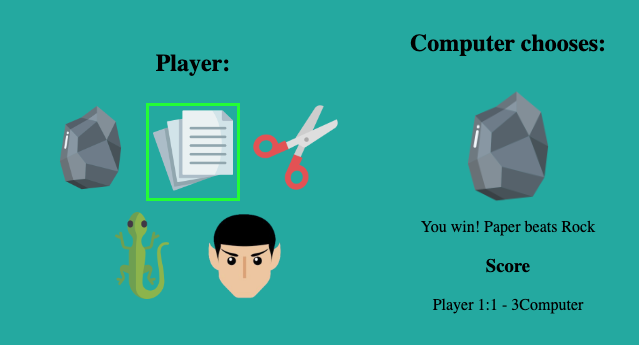 Player:
Computer chooses:
You win! Paper beats Rock
Score
Player 1:1 - 3Computer